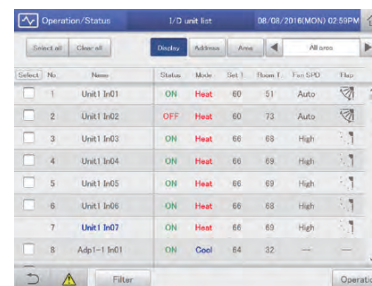 Operation/Status I/D unit list 08/08/2016(MON) 02:59PM
Select all Clear all Display Address Area All area
Select No. Name Status Mode Set T. Room T. Fan SPD Flap
1 Unit1 In01 ON Heat 60 51 Auto
2 Unit1 In02 OFF Heat 60 73 Auto
3 Unit1 In03 ON Heat 66 69 High
4 Unit1 In04 ON Heat 66 69 High
5 Unit1 In05 ON Heat 66 69 High
6 Unit1 In06 ON Heat 66 68 High
7 Unit1 In07 ON Heat 66 69 High
8 Adp1-1 In01 ON Cool 64 32 --- ---
Filter Operatio